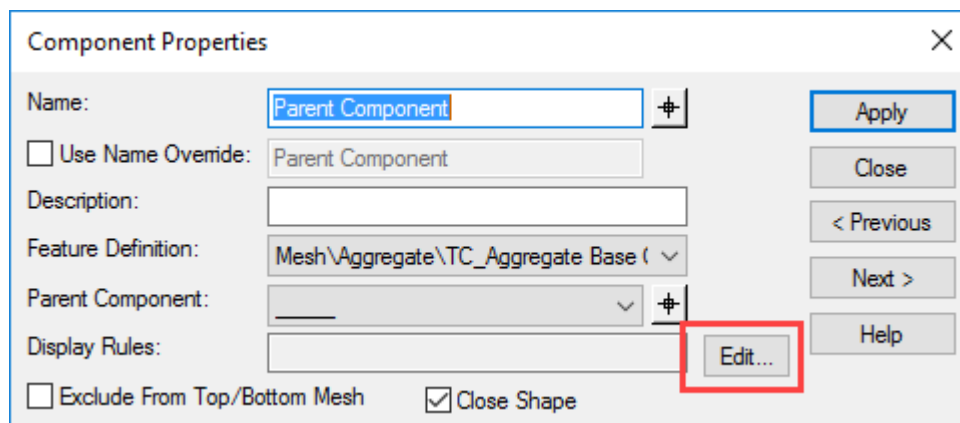 Component Properties
Name: Parent Component Apply
Use Name Override: Parent Component Close
Description: < Previous
Feature Definition: Mesh\Aggregate\TC_Aggregate Base Next >
Parent Component: _____
Display Rules: Edit... Help
Exclude From Top/Bottom Mesh Close Shape